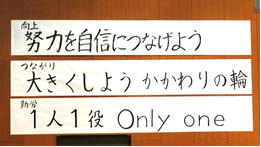 向上
努力を自信につなげよう
つながり
大きくしよう かかわりの輪
勤労
1人1役 Only one